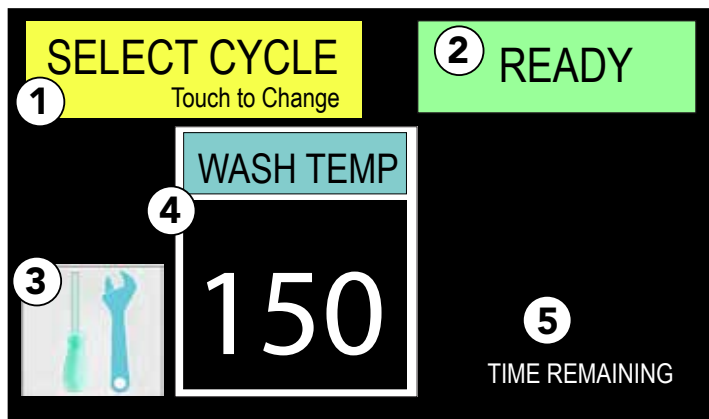 SELECT CYCLE
Touch to Change
1
2
READY
WASH TEMP
4
150
3
5
TIME REMAINING